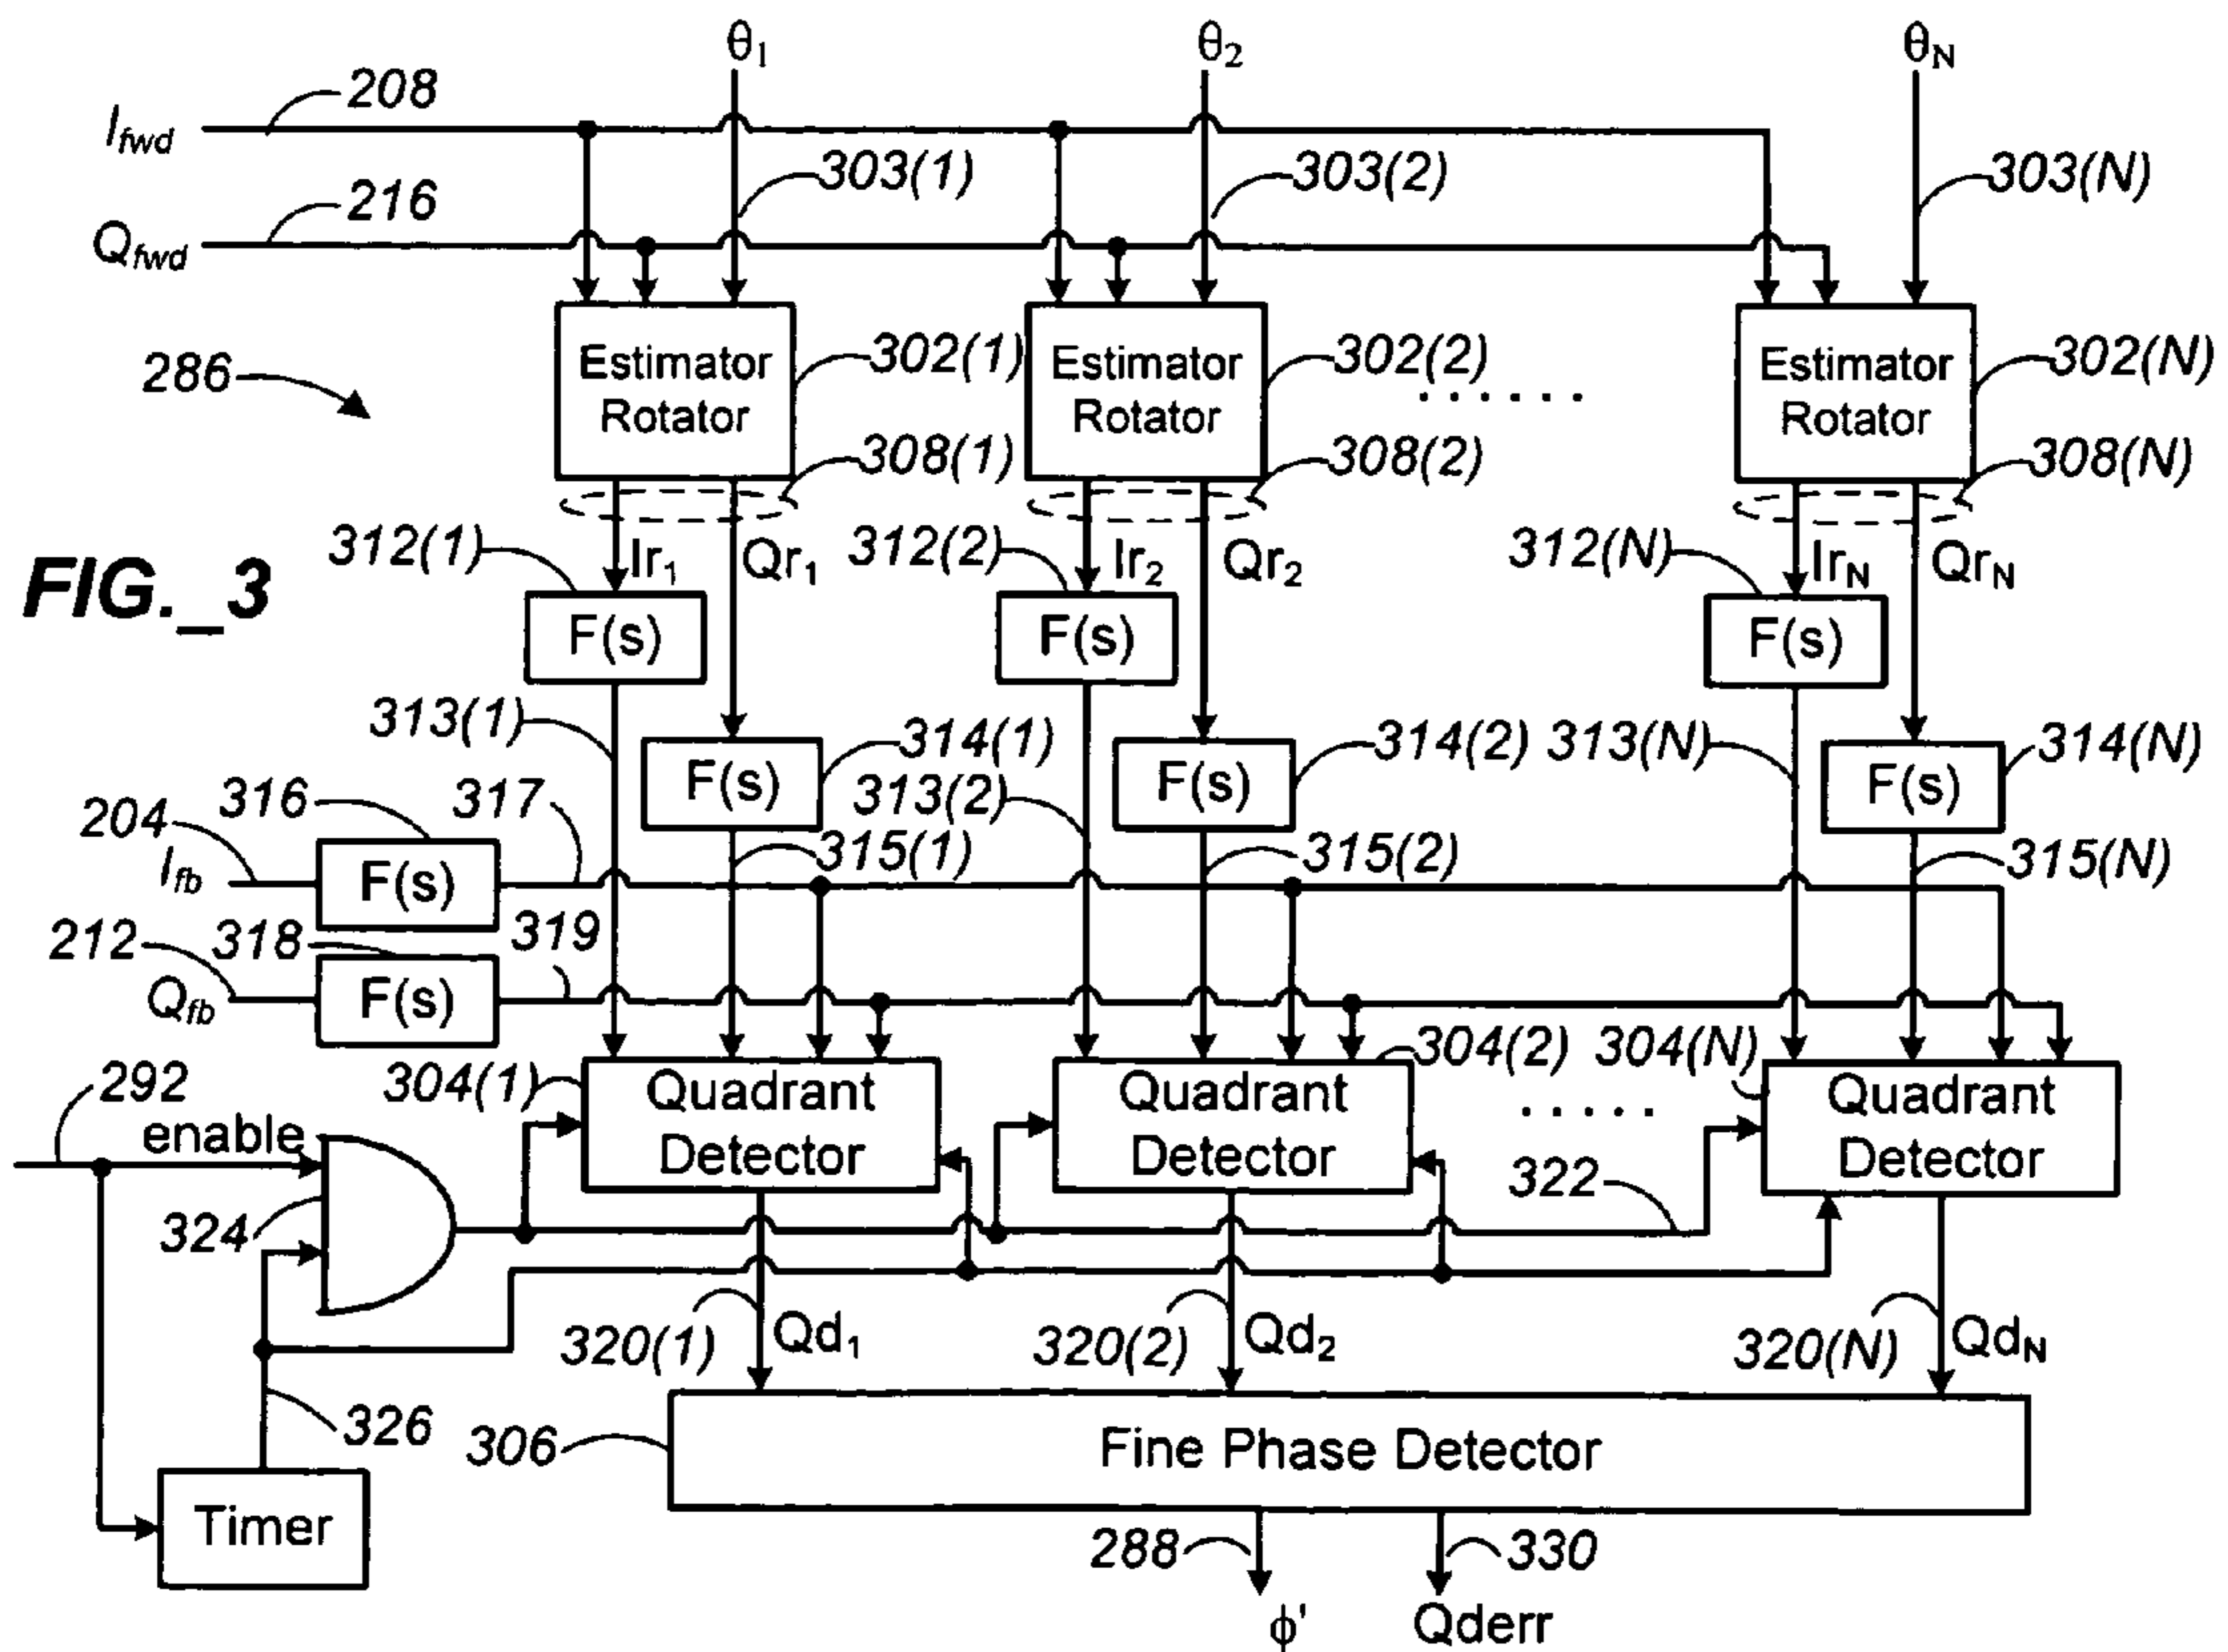 θ1 θ2 θN
208
Ifwd
303(1) 303(2) 303(N)
216
Qfwd
Estimator Rotator 302(1)
Estimator Rotator 302(2)
......
Estimator Rotator 302(N)
286
308(1) 308(2) 308(N)
312(1) Ir1 Qr1 312(2) Ir2 Qr2 312(N) IrN QrN
FIG._3
F(s) F(s) F(s)
313(1) 314(1) 314(2) 313(N) 314(N)
F(s) F(s) F(s)
316 317 313(2)
204
Ifb F(s) 315(1) 315(2) 315(N)
212 318 319
Qfb F(s)
304(1) 304(2) 304(N)
292
enable
Quadrant Detector
Quadrant Detector
.....
Quadrant Detector
322
324
320(1) Qd1 320(2) Qd2 320(N) QdN
326
306 Fine Phase Detector
Timer
288 330
ϕ' Qderr